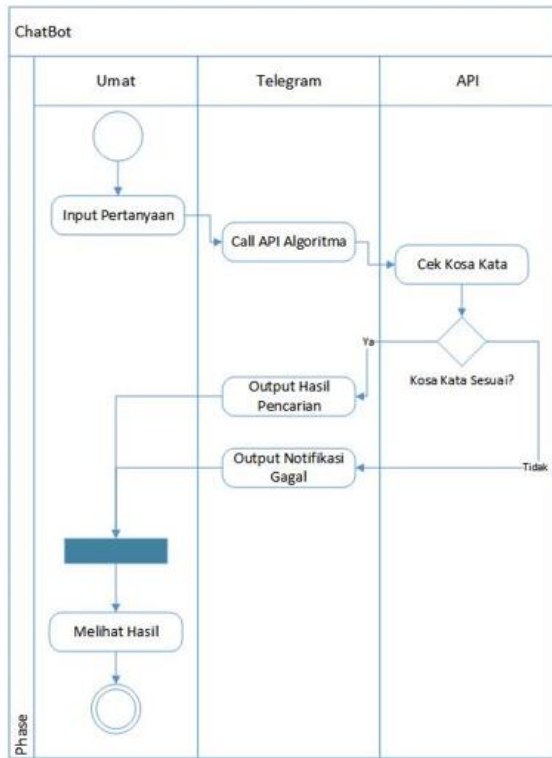 ChatBot
Umat
Telegram
API
Input Pertanyaan
Call API Algoritma
Cek Kosa Kata
Ya
Kosa Kata Sesuai?
Output Hasil
Pencarian
Output Notifikasi
Gagal
Tidak
Melihat Hasil
Phase